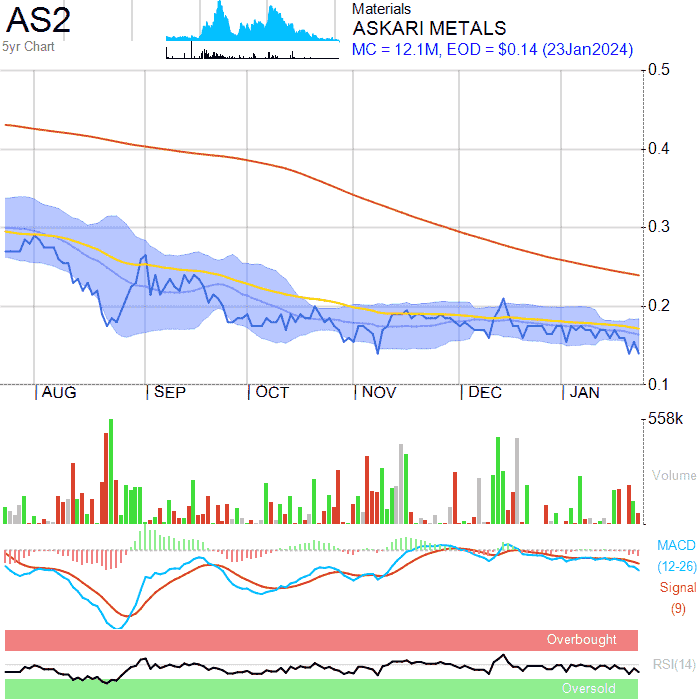 AS2
5yr Chart
Materials
ASKARI METALS
MC = 12.1M, EOD = $0.14 (23Jan2024)
0.5
0.4
0.3
0.2
0.1
AUG SEP OCT NOV DEC JAN
558k
Volume
MACD
(12-26)
Signal
(9)
Overbought
RSI(14)
Oversold